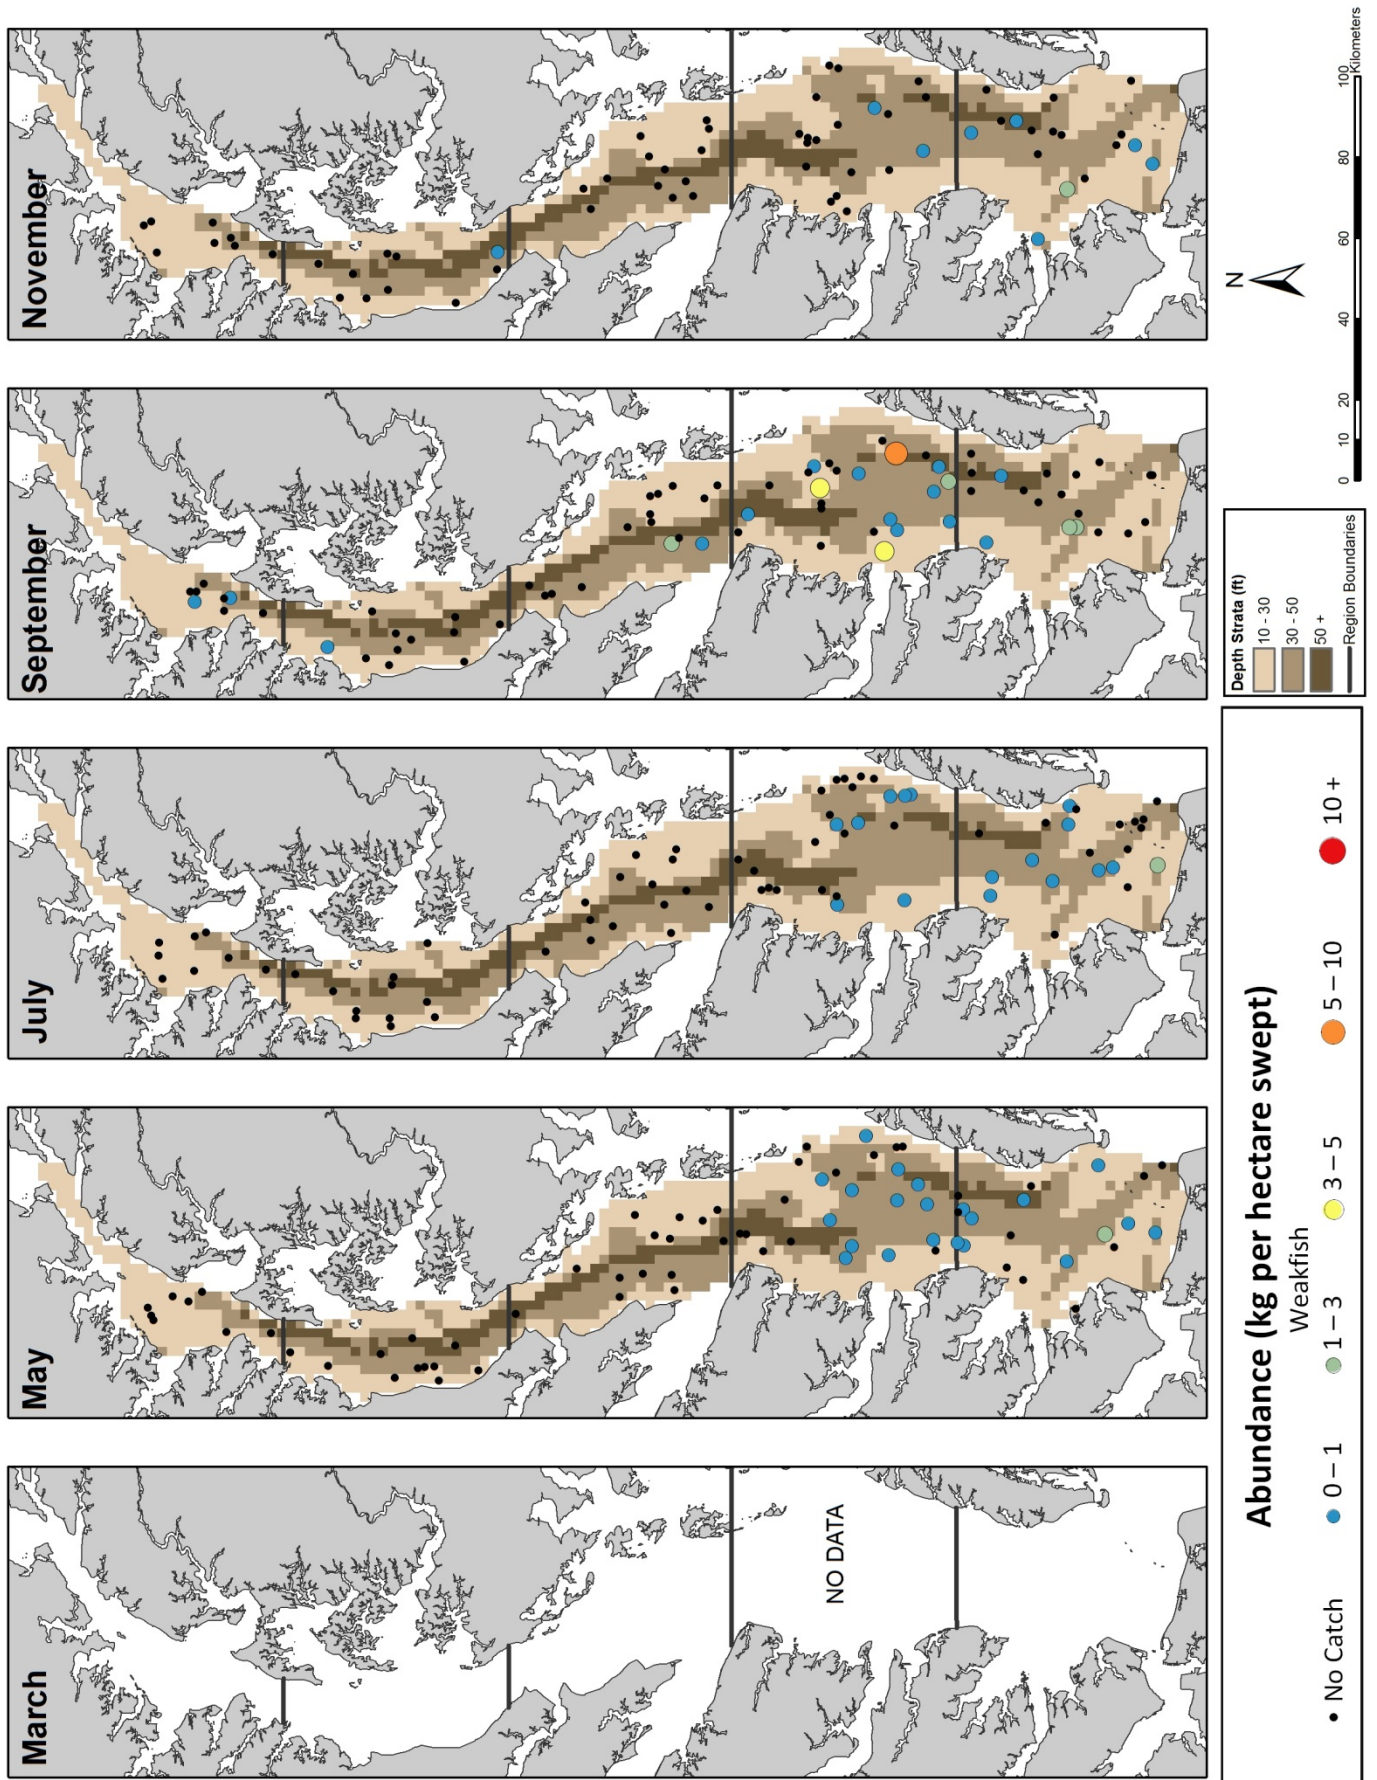 March
May
July
September
November
NO DATA
Abundance (kg per hectare swept)
Weakfish
No Catch
0 – 1
1 – 3
3 – 5
5 – 10
10 +
Depth Strata (ft)
10 - 30
30 - 50
50 +
Region Boundaries
N
0 10 20 40 60 80 100
Kilometers